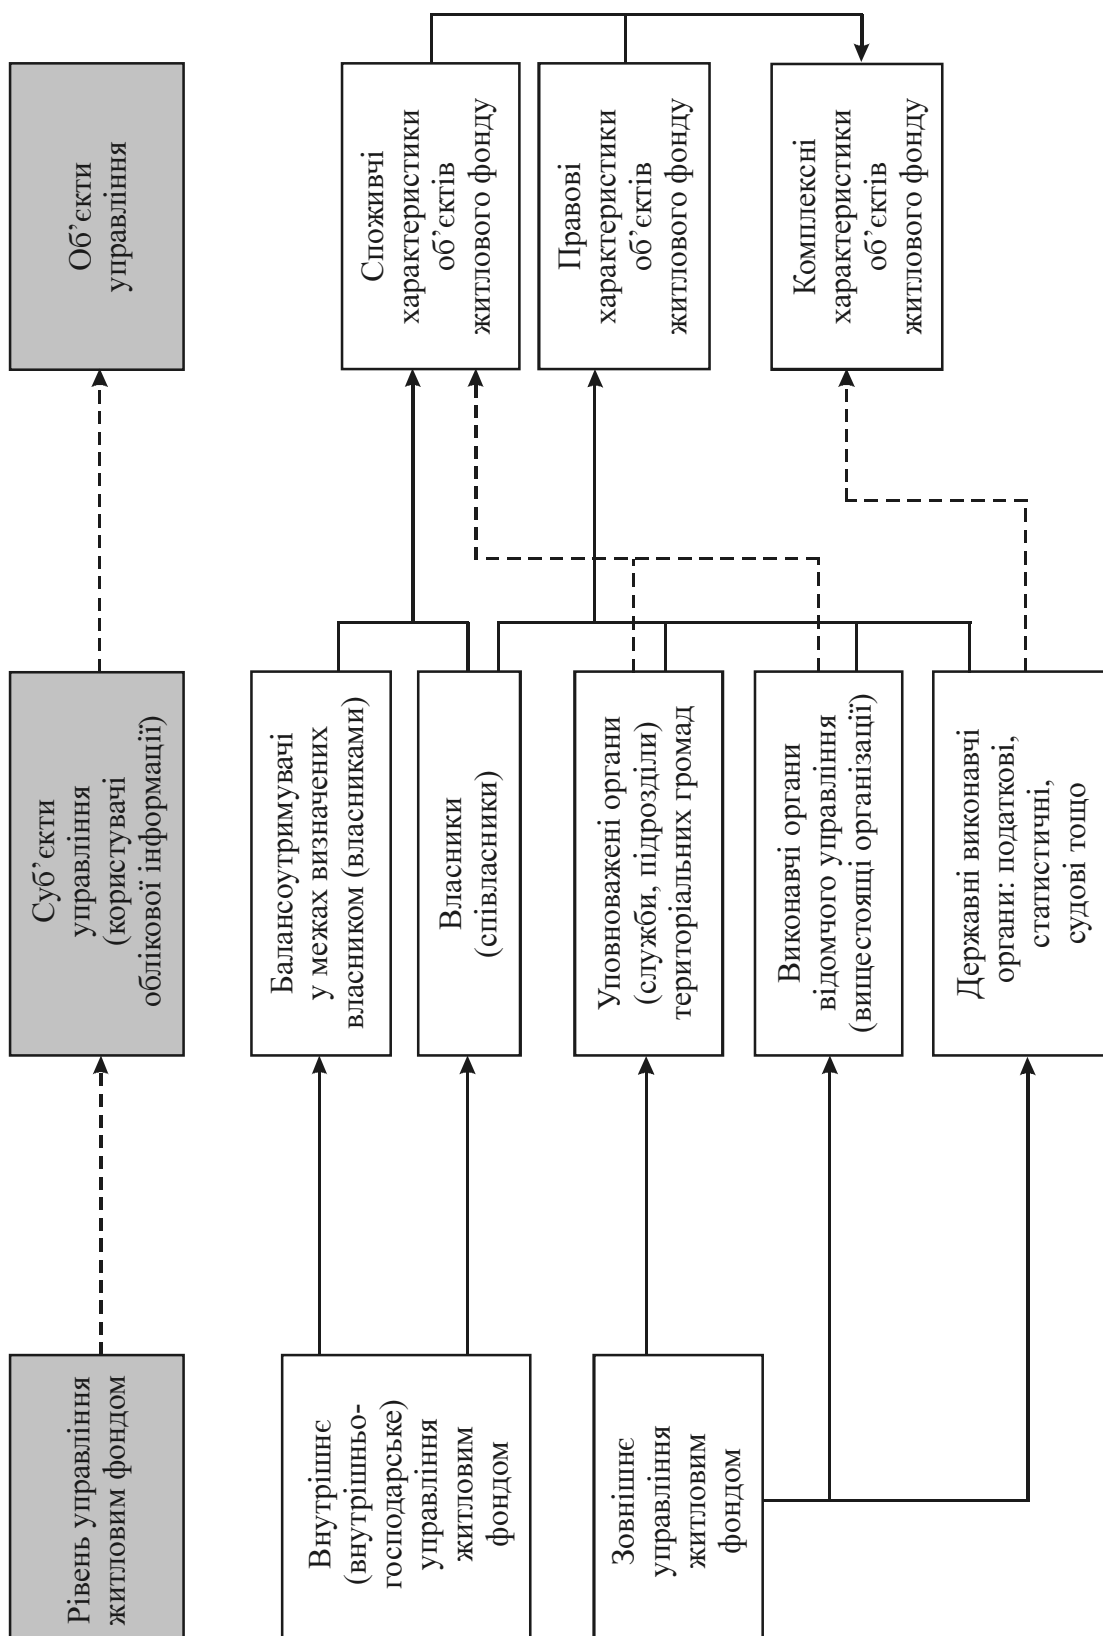 Рівень управління
житловим фондом
Суб’єкти
управління
(користувачі
облікової інформації)
Об’єкти
управління
Внутрішнє
(внутрішньо-
господарське)
управління
житловим
фондом
Зовнішнє
управління
житловим
фондом
Балансоутримувачі
у межах визначених
власником (власниками)
Власники
(співвласники)
Уповноважені органи
(служби, підрозділи)
територіальних громад
Виконавчі органи
відомчого управління
(вищестоящі організації)
Державні виконавчі
органи: податкові,
статистичні,
судові тощо
Споживчі
характеристики
об’єктів
житлового фонду
Правові
характеристики
об’єктів
житлового фонду
Комплексні
характеристики
об’єктів
житлового фонду